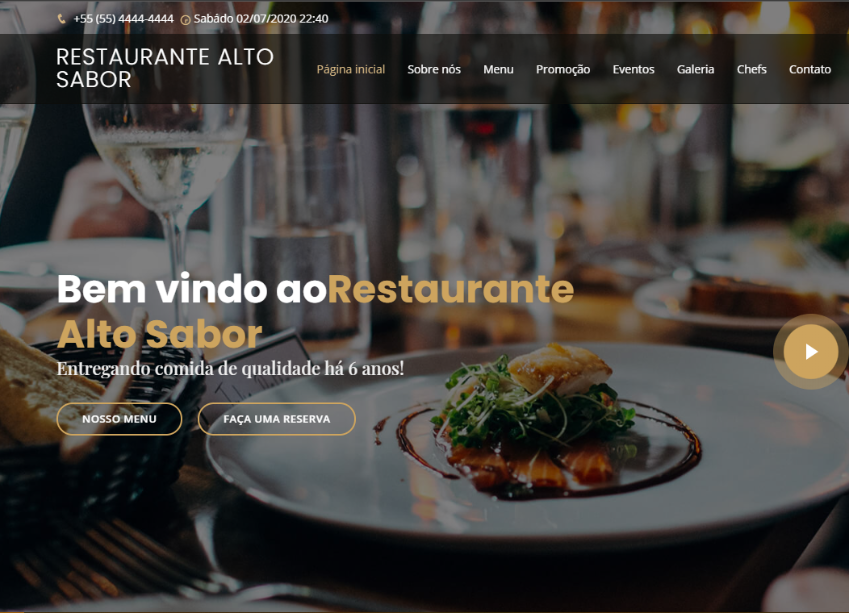 +55 (55) 4444-4444 Sabádo 02/07/2020 22:40
RESTAURANTE ALTO
SABOR
Página inicial Sobre nós Menu Promoção Eventos Galeria Chefs Contato
Bem vindo aoRestaurante
Alto Sabor
Entregando comida de qualidade há 6 anos!
NOSSO MENU FAÇA UMA RESERVA